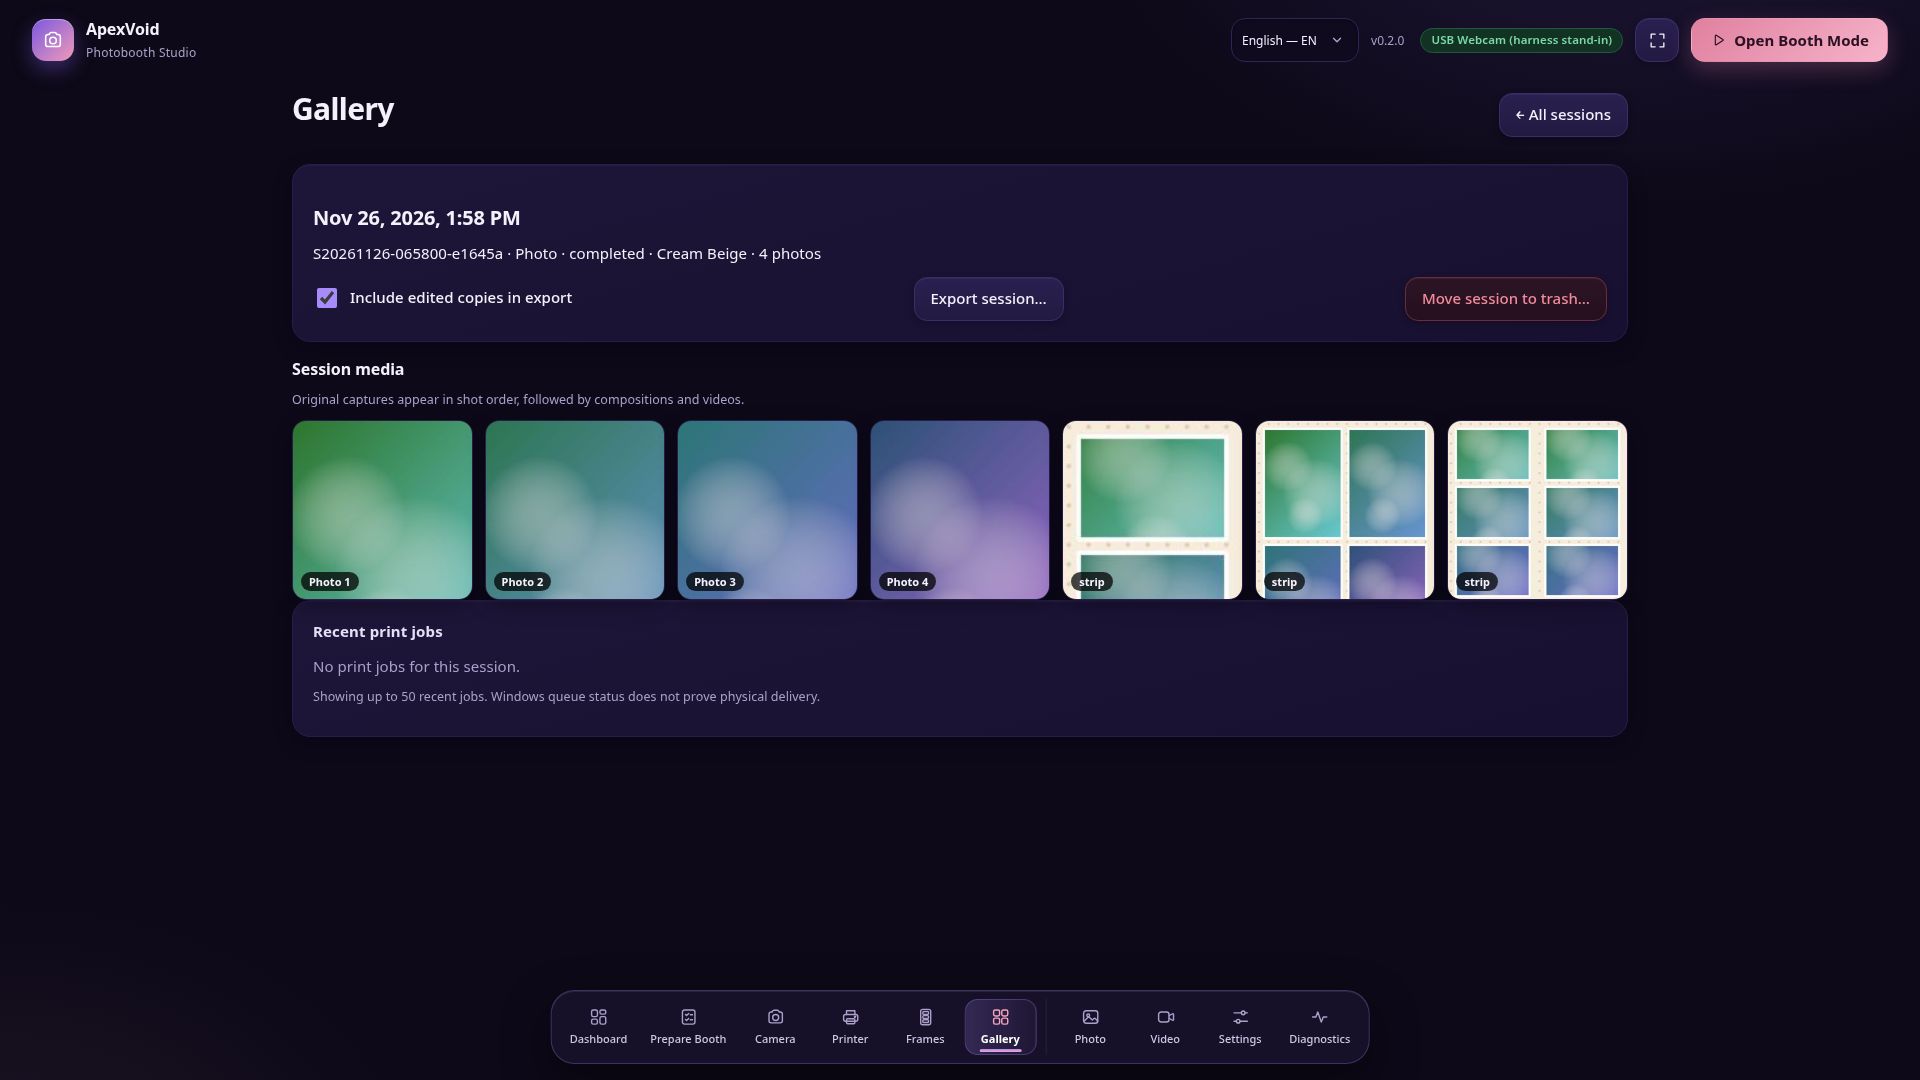 ApexVoid
Photobooth Studio
English — EN
v0.2.0
USB Webcam (harness stand-in)
Open Booth Mode
Gallery
← All sessions
Nov 26, 2026, 1:58 PM
S20261126-065800-e1645a · Photo · completed · Cream Beige · 4 photos
Include edited copies in export
Export session...
Move session to trash...
Session media
Original captures appear in shot order, followed by compositions and videos.
Photo 1
Photo 2
Photo 3
Photo 4
strip
strip
strip
Recent print jobs
No print jobs for this session.
Showing up to 50 recent jobs. Windows queue status does not prove physical delivery.
Dashboard
Prepare Booth
Camera
Printer
Frames
Gallery
Photo
Video
Settings
Diagnostics